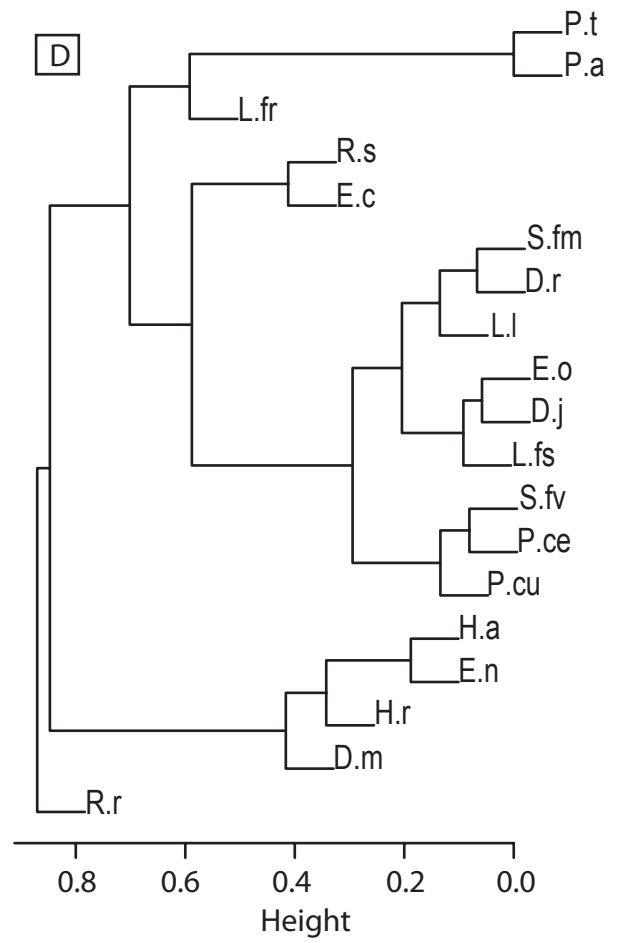 P.t
D
P.a
L.fr
R.s
E.c
S.fm
D.r
L.l
E.o
D.j
L.fs
S.fv
P.ce
P.cu
H.a
E.n
H.r
D.m
R.r
0.8 0.6 0.4 0.2 0.0
Height